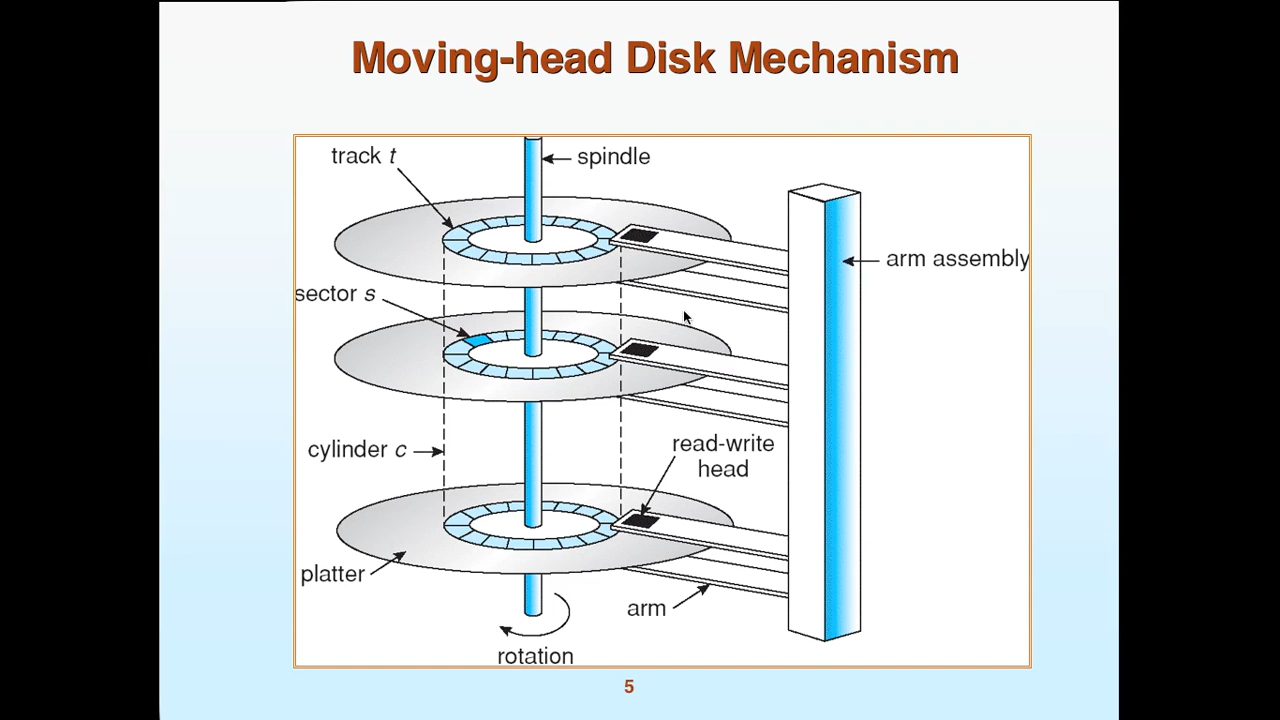 Moving-head Disk Mechanism
track t
spindle
arm assembly
sector s
cylinder c
read-write
head
platter
arm
rotation
5